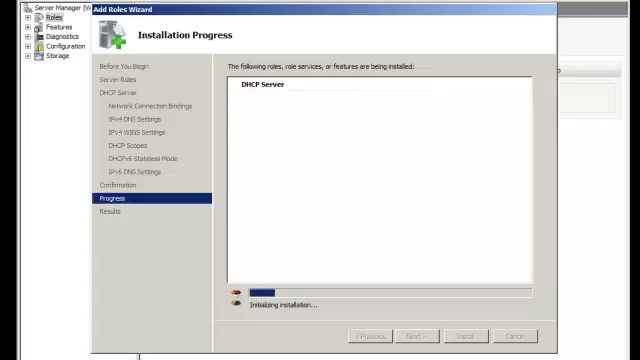 Server Manager (W
Roles
Features
Diagnostics
Configuration
Storage
Add Roles Wizard
Installation Progress
Before You Begin
Server Roles
DHCP Server
Network Connection Bindings
IPv4 DNS Settings
IPv4 WINS Settings
DHCP Scopes
DHCPv6 Stateless Mode
IPv6 DNS Settings
Confirmation
Progress
Results
The following roles, role services, or features are being installed:
DHCP Server
Initializing installation...
< Previous
Next >
Install
Cancel